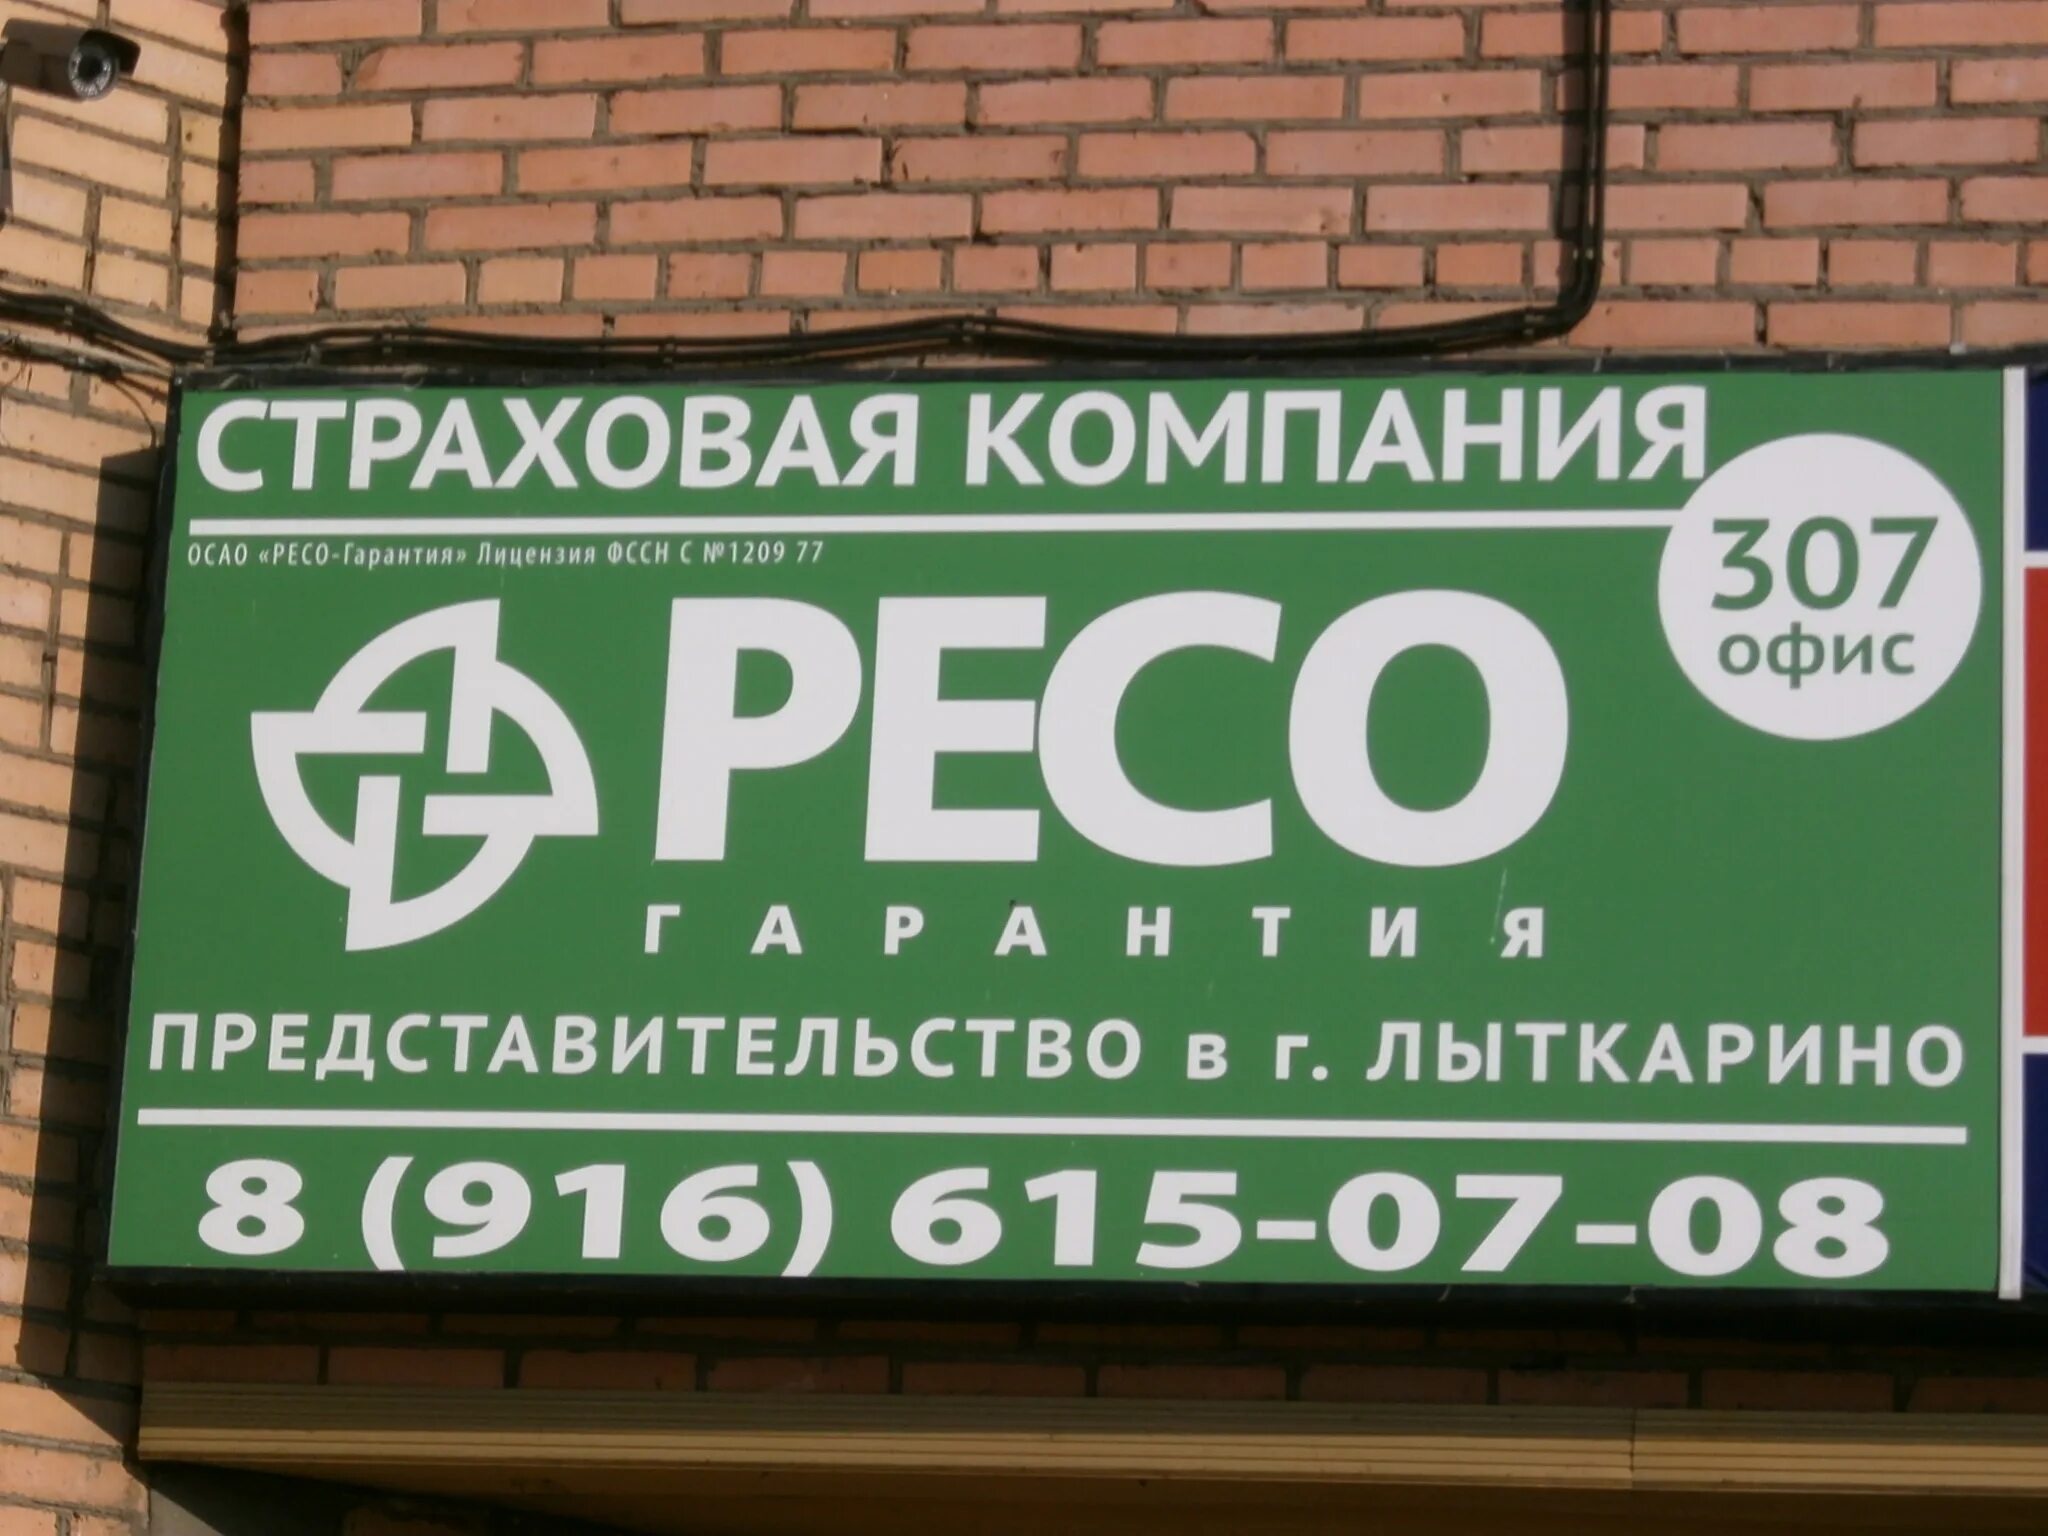 СТРАХОВАЯ КОМПАНИЯ
ОСАО «РЕСО-Гарантия» Лицензия ФССН С №1209 77
307
офис
РЕСО
ГАРАНТИЯ
ПРЕДСТАВИТЕЛЬСТВО в г. ЛЫТКАРИНО
8 (916) 615-07-08